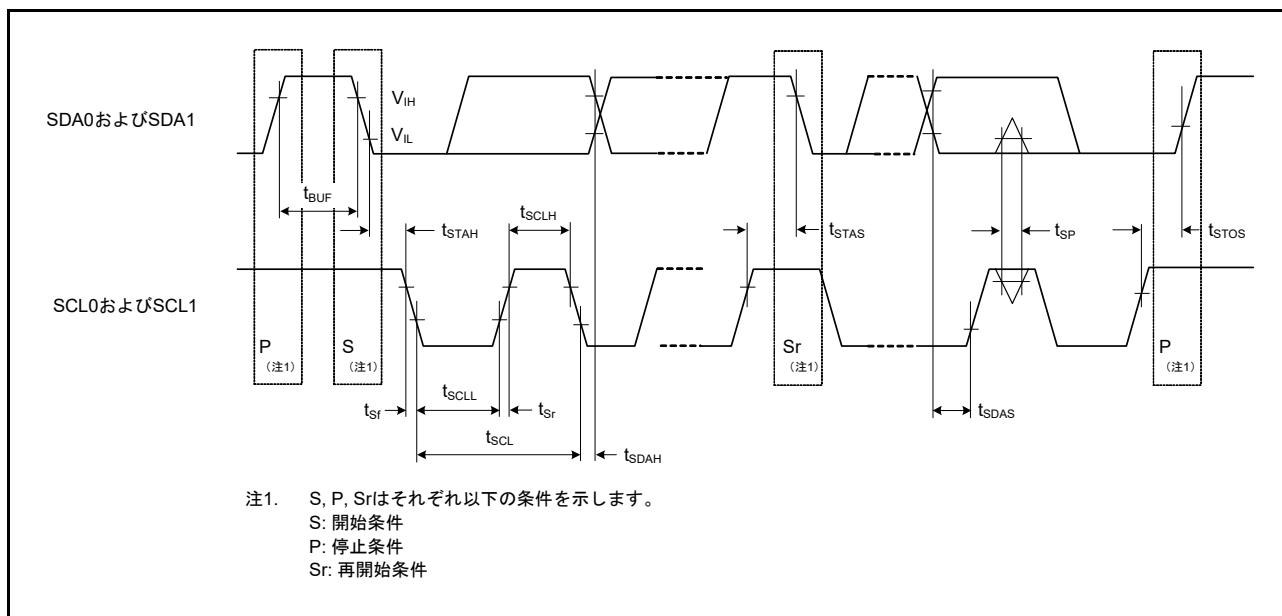 SDA0およびSDA1
VIH
VIL
tBUF
tSTAH
tSCLH
tSTAS
tSP
tSTOS
SCL0およびSCL1
P
（注1）
S
（注1）
Sr
（注1）
P
（注1）
tSf
tSCLL
tSr
tSDAS
tSCL
tSDAH
注1. S, P, Srはそれぞれ以下の条件を示します。
S: 開始条件
P: 停止条件
Sr: 再開始条件